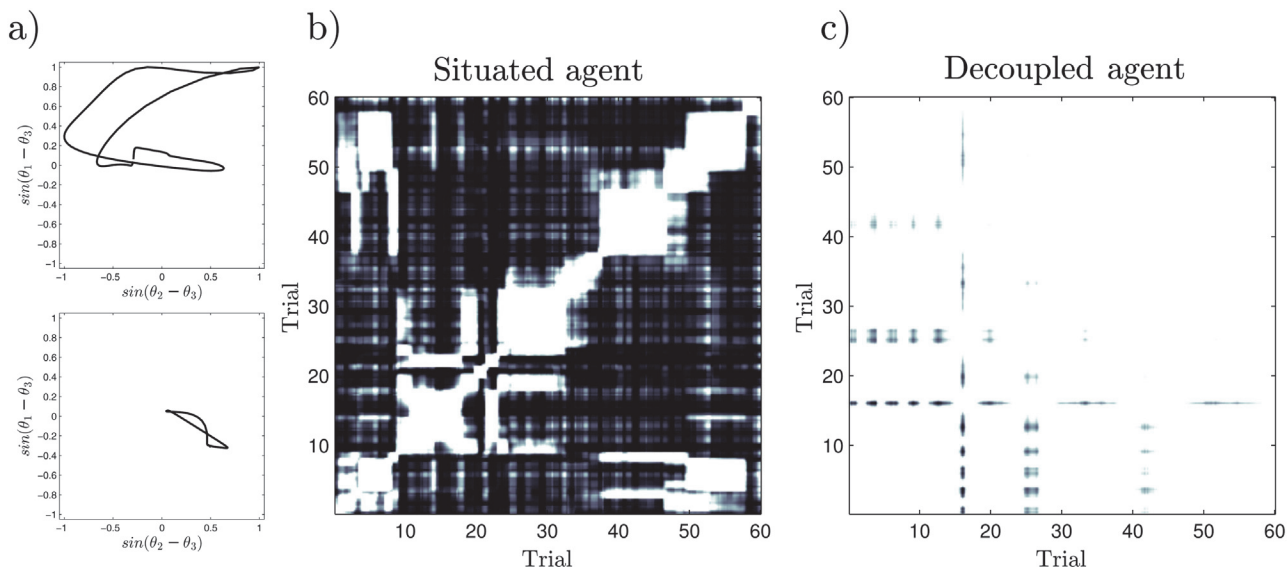 a)
1
0.8
0.6
0.4
0.2
0
−0.2
−0.4
−0.6
−0.8
sin(θ1 − θ3)
−1 −0.5 0 0.5 1
sin(θ2 − θ3)
1
0.8
0.6
0.4
0.2
0
−0.2
−0.4
−0.6
−0.8
sin(θ1 − θ3)
−1 −0.5 0 0.5 1
sin(θ2 − θ3)
b)
Situated agent
60
50
40
30
20
10
Trial
10 20 30 40 50 60
Trial
c)
Decoupled agent
60
50
40
30
20
10
Trial
10 20 30 40 50 60
Trial